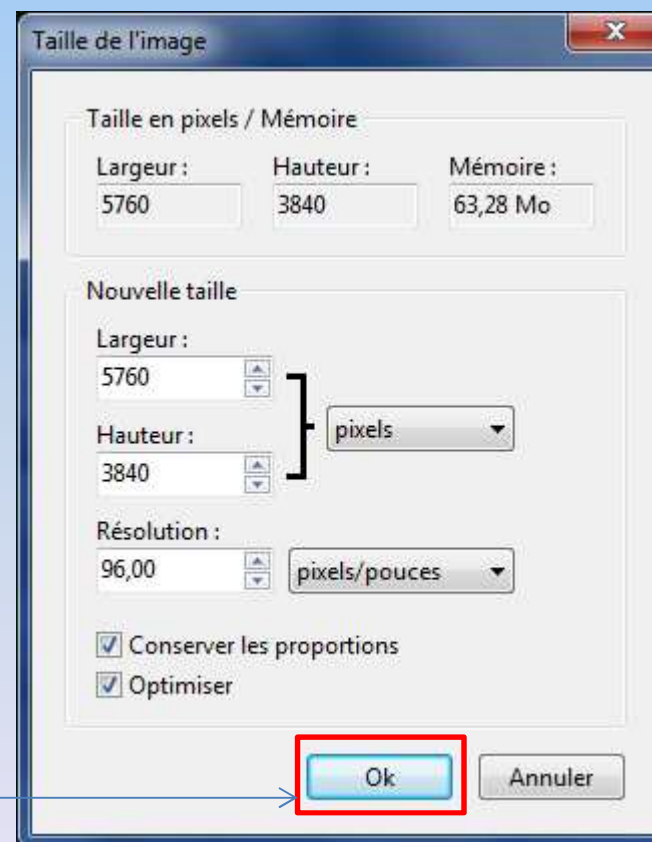 Taille de l'image
Taille en pixels / Mémoire
Largeur : Hauteur : Mémoire :
5760 3840 63,28 Mo
Nouvelle taille
Largeur :
5760
pixels
Hauteur :
3840
Résolution :
96,00 pixels/pouces
Conserver les proportions
Optimiser
Ok Annuler